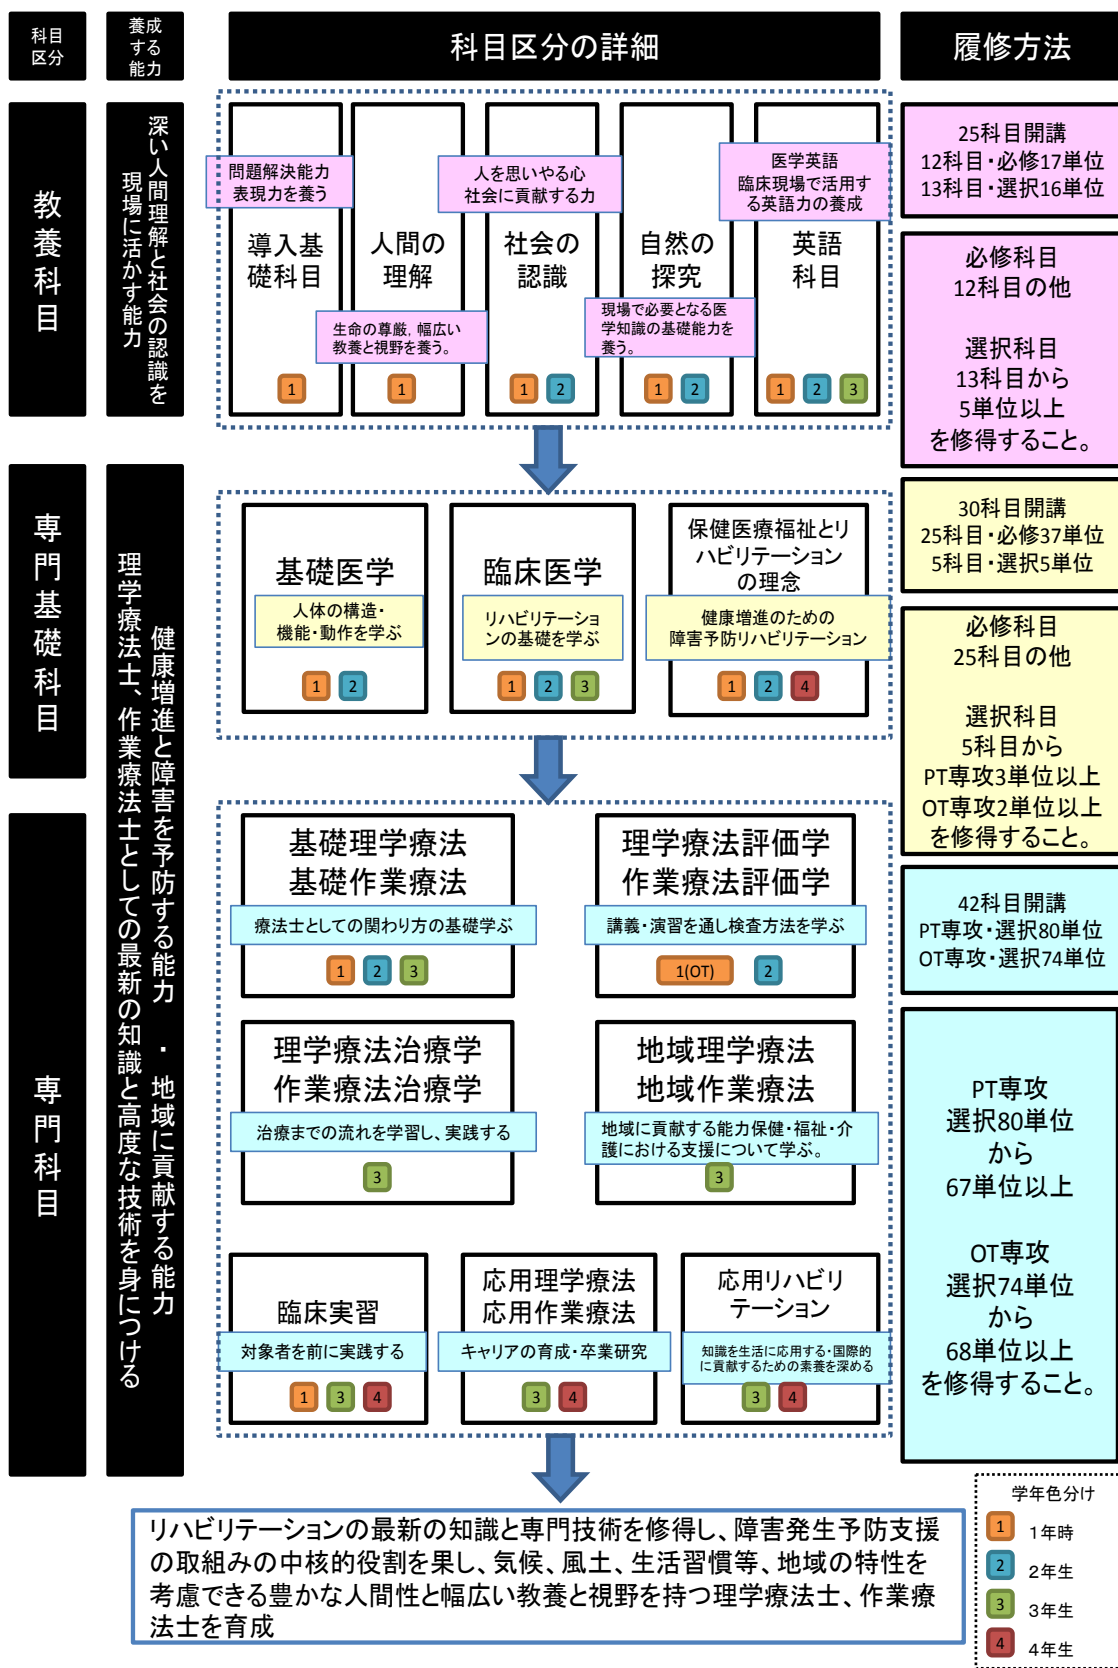 科目
区分
養成
する
能力
科目区分の詳細
履修方法
教養科目
深い人間理解と社会の認識を
現場に活かす能力
問題解決能力
表現力を養う
導入基
礎科目
1
人間の
理解
生命の尊厳, 幅広い
教養と視野を養う。
1
人を思いやる心
社会に貢献する力
社会の
認識
1 2
自然の
探究
現場で必要となる医
学知識の基礎能力を
養う。
1 2
医学英語
臨床現場で活用す
る英語力の養成
英語
科目
1 2 3
25科目開講
12科目・必修17単位
13科目・選択16単位
必修科目
12科目の他
選択科目
13科目から
5単位以上
を修得すること。
専門基礎科目
健康増進と障害を予防する能力 ・ 地域に貢献する能力
理学療法士、作業療法士としての最新の知識と高度な技術を身につける
基礎医学
人体の構造・
機能・動作を学ぶ
1 2
臨床医学
リハビリテーショ
ンの基礎を学ぶ
1 2 3
保健医療福祉とリ
ハビリテーション
の理念
健康増進のための
障害予防リハビリテーション
1 2 4
30科目開講
25科目・必修37単位
5科目・選択5単位
必修科目
25科目の他
選択科目
5科目から
PT専攻3単位以上
OT専攻2単位以上
を修得すること。
専門科目
基礎理学療法
基礎作業療法
療法士としての関わり方の基礎学ぶ
1 2 3
理学療法評価学
作業療法評価学
講義・演習を通し検査方法を学ぶ
1(OT) 2
理学療法治療学
作業療法治療学
治療までの流れを学習し、実践する
3
地域理学療法
地域作業療法
地域に貢献する能力保健・福祉・介
護における支援について学ぶ。
3
臨床実習
対象者を前に実践する
1 3 4
応用理学療法
応用作業療法
キャリアの育成・卒業研究
3 4
応用リハビリ
テーション
知識を生活に応用する・国際的
に貢献するための素養を深める
3 4
42科目開講
PT専攻・選択80単位
OT専攻・選択74単位
PT専攻
選択80単位
から
67単位以上
OT専攻
選択74単位
から
68単位以上
を修得すること。
リハビリテーションの最新の知識と専門技術を修得し、障害発生予防支援
の取組みの中核的役割を果し、気候、風土、生活習慣等、地域の特性を
考慮できる豊かな人間性と幅広い教養と視野を持つ理学療法士、作業療
法士を育成
学年色分け
1 1年時
2 2年生
3 3年生
4 4年生